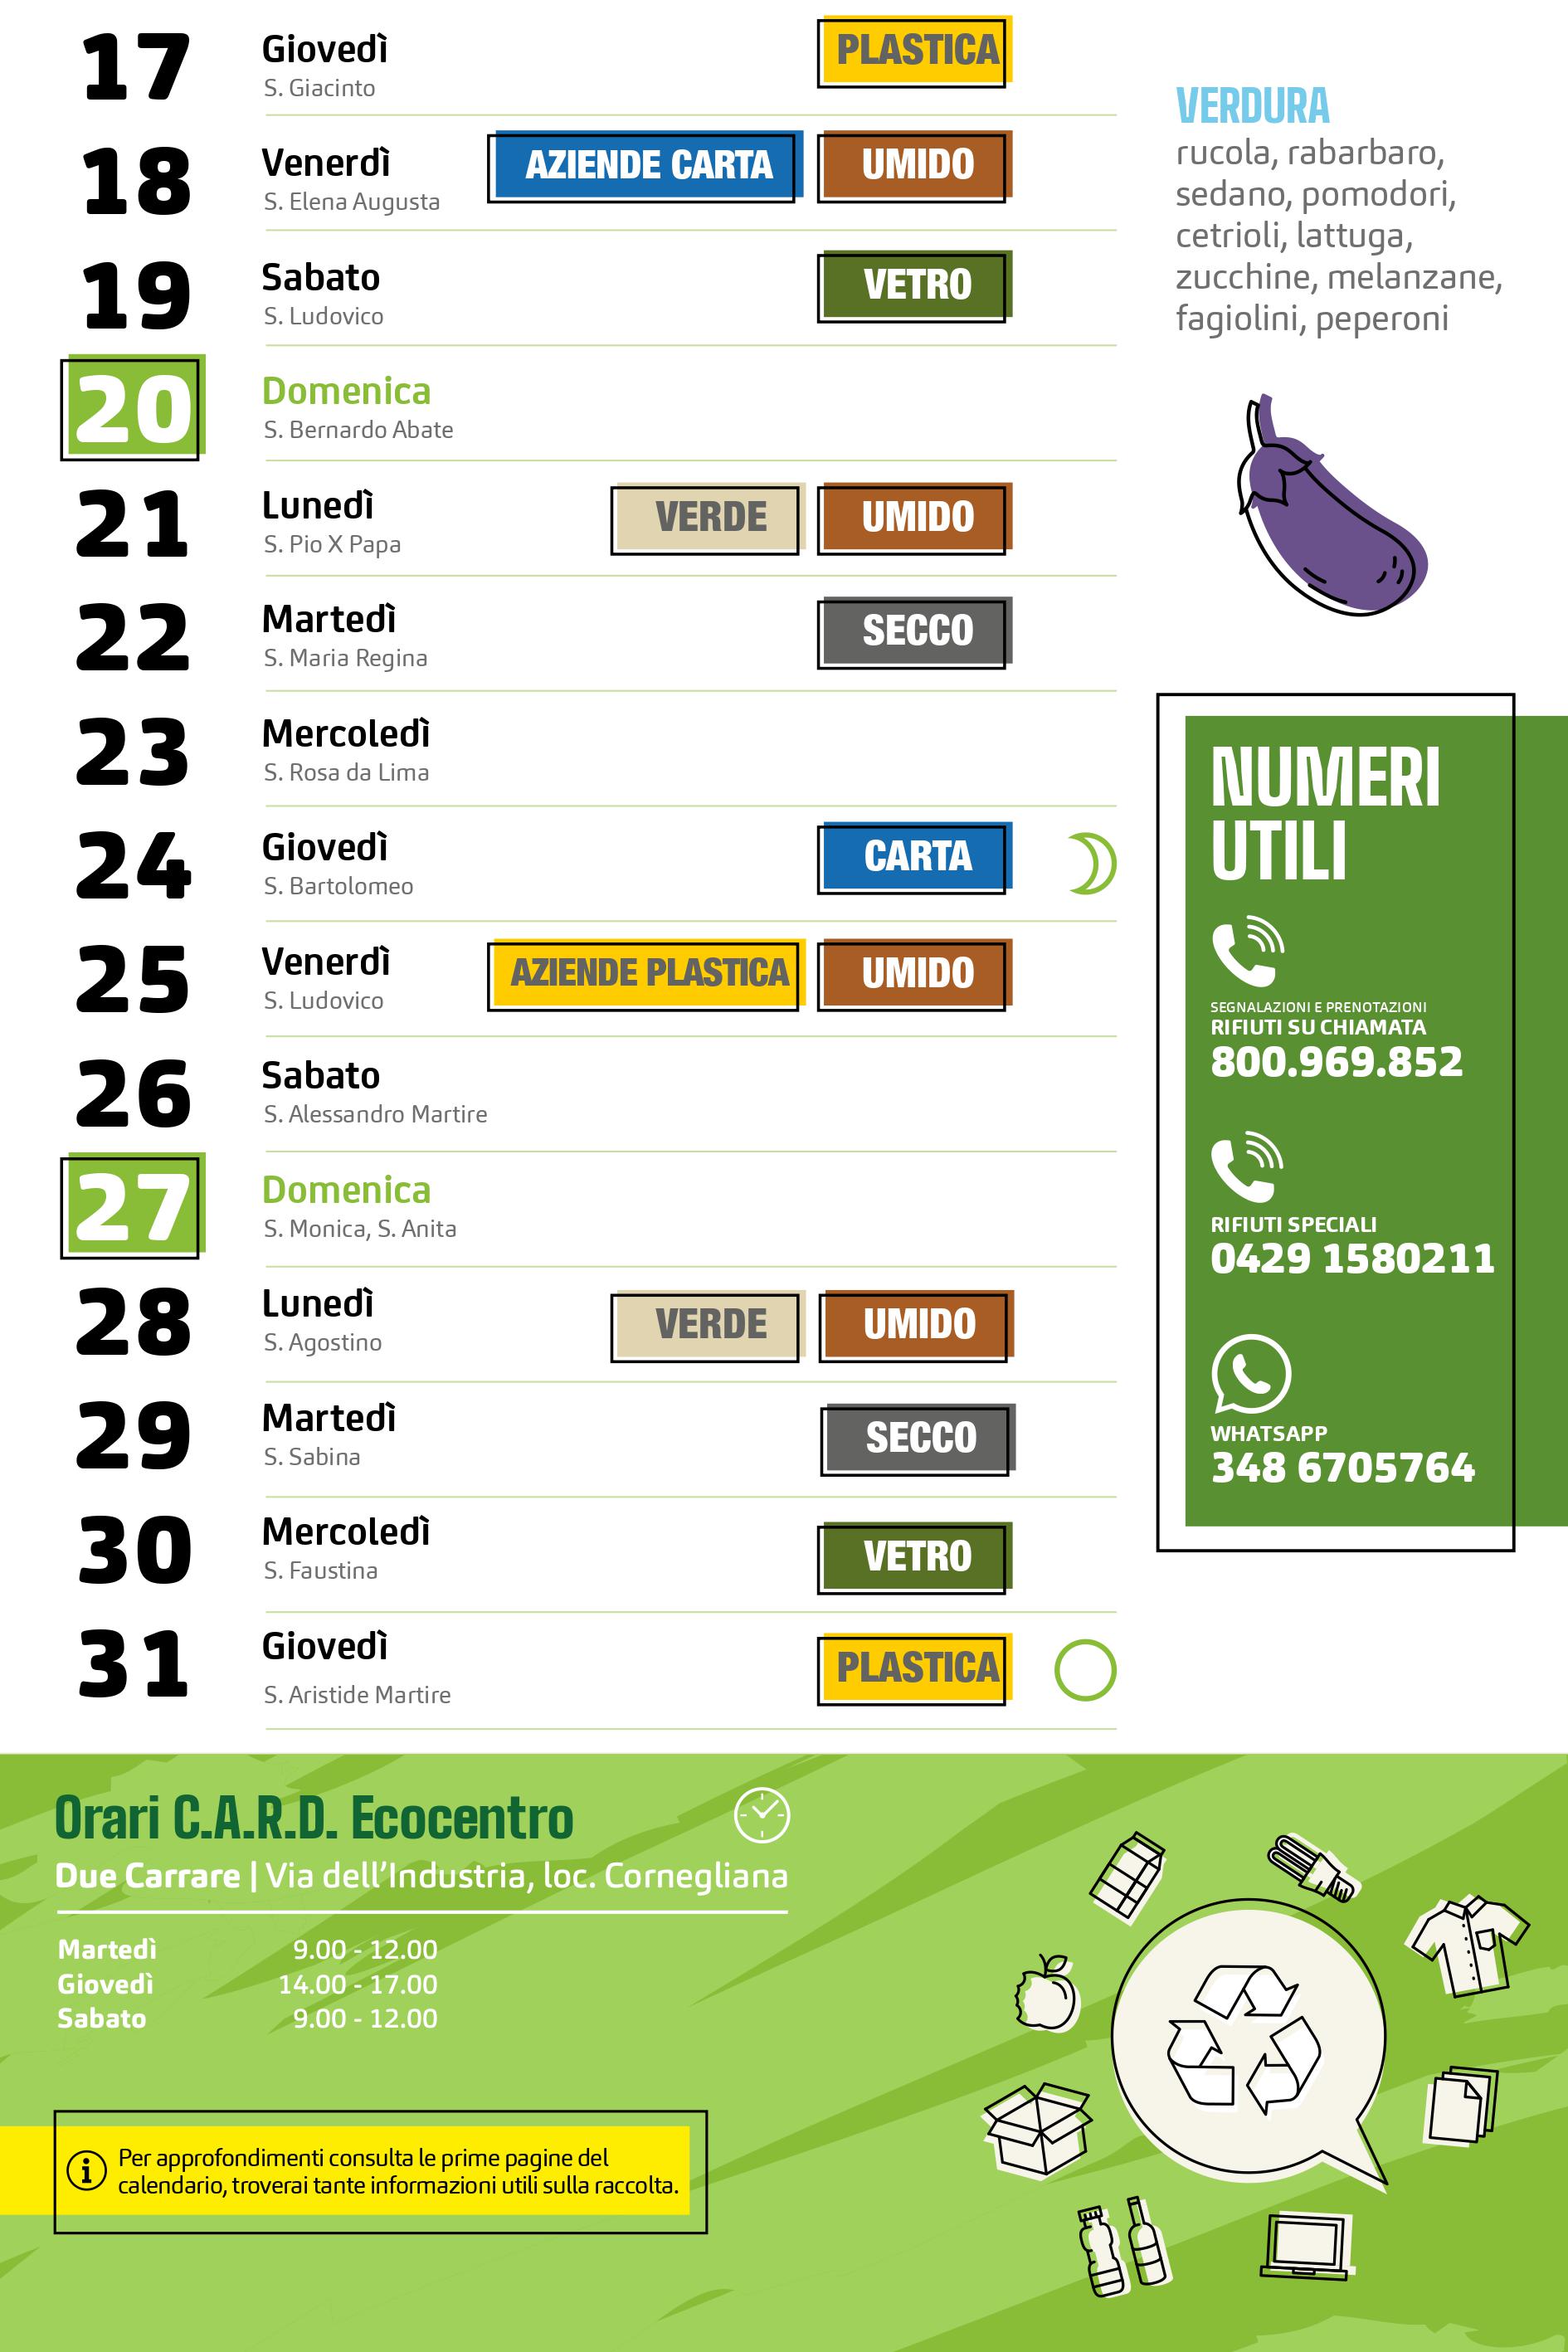 17
Giovedì
S. Giacinto
PLASTICA
18
Venerdì
S. Elena Augusta
AZIENDE CARTA
UMIDO
19
Sabato
S. Ludovico
VETRO
20
Domenica
S. Bernardo Abate
21
Lunedì
S. Pio X Papa
VERDE
UMIDO
22
Martedì
S. Maria Regina
SECCO
23
Mercoledì
S. Rosa da Lima
24
Giovedì
S. Bartolomeo
CARTA
25
Venerdì
S. Ludovico
AZIENDE PLASTICA
UMIDO
26
Sabato
S. Alessandro Martire
27
Domenica
S. Monica, S. Anita
28
Lunedì
S. Agostino
VERDE
UMIDO
29
Martedì
S. Sabina
SECCO
30
Mercoledì
S. Faustina
VETRO
31
Giovedì
S. Aristide Martire
PLASTICA
VERDURA
rucola, rabarbaro,
sedano, pomodori,
cetrioli, lattuga,
zucchine, melanzane,
fagiolini, peperoni
NUMERI
UTILI
SEGNALAZIONI E PRENOTAZIONI
RIFIUTI SU CHIAMATA
800.969.852
RIFIUTI SPECIALI
0429 1580211
WHATSAPP
348 6705764
Orari C.A.R.D. Ecocentro
Due Carrare | Via dell'Industria, loc. Cornegliana
Martedì 9.00 - 12.00
Giovedì 14.00 - 17.00
Sabato 9.00 - 12.00
i
Per approfondimenti consulta le prime pagine del
calendario, troverai tante informazioni utili sulla raccolta.